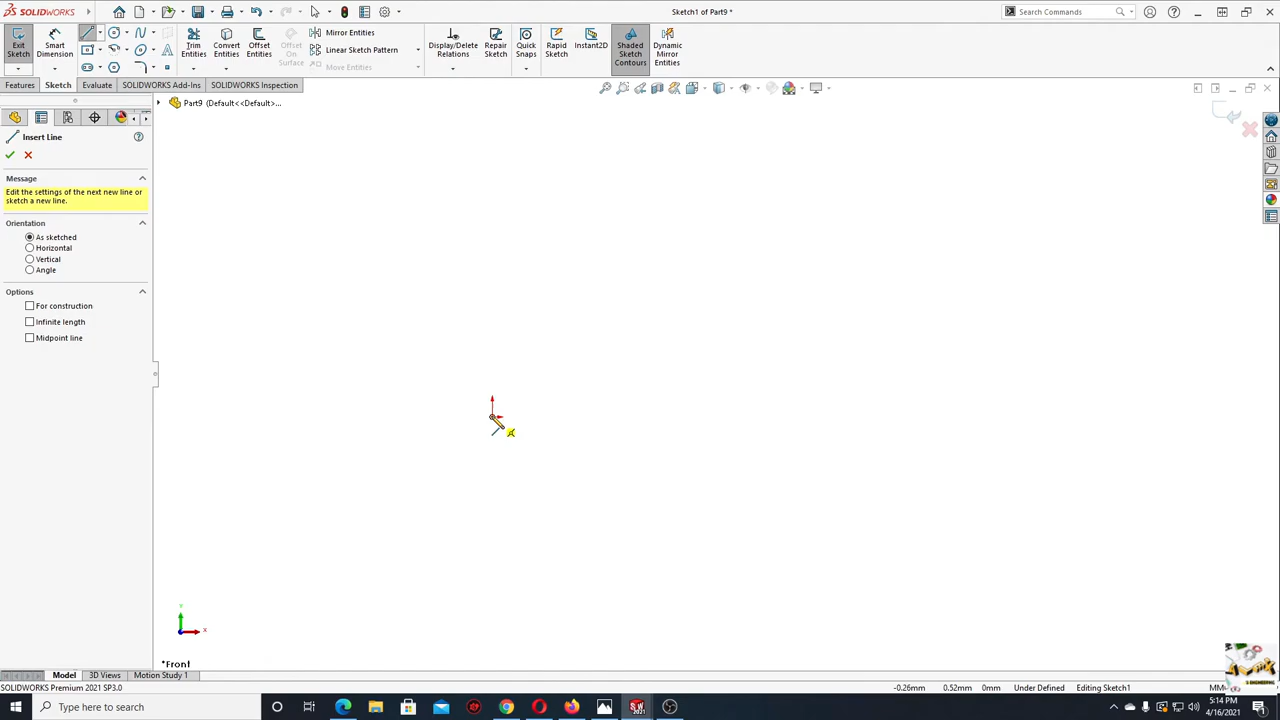 SOLIDWORKS
Sketch1 of Part9 *
Search Commands
Exit Sketch
Smart Dimension
Trim Entities
Convert Entities
Offset Entities
Offset On Surface
Mirror Entities
Linear Sketch Pattern
Move Entities
Display/Delete Relations
Repair Sketch
Quick Snaps
Rapid Sketch
Instant2D
Shaded Sketch Contours
Dynamic Mirror Entities
Features
Sketch
Evaluate
SOLIDWORKS Add-Ins
SOLIDWORKS Inspection
Part9 (Default<<Default>...
Insert Line
Message
Edit the settings of the next new line or
sketch a new line.
Orientation
As sketched
Horizontal
Vertical
Angle
Options
For construction
Infinite length
Midpoint line
Y
X
*Front
Model
3D Views
Motion Study 1
SOLIDWORKS Premium 2021 SP3.0
-0.26mm
0.52mm
0mm
Under Defined
Editing Sketch1
Type here to search
5:14 PM
4/16/2021